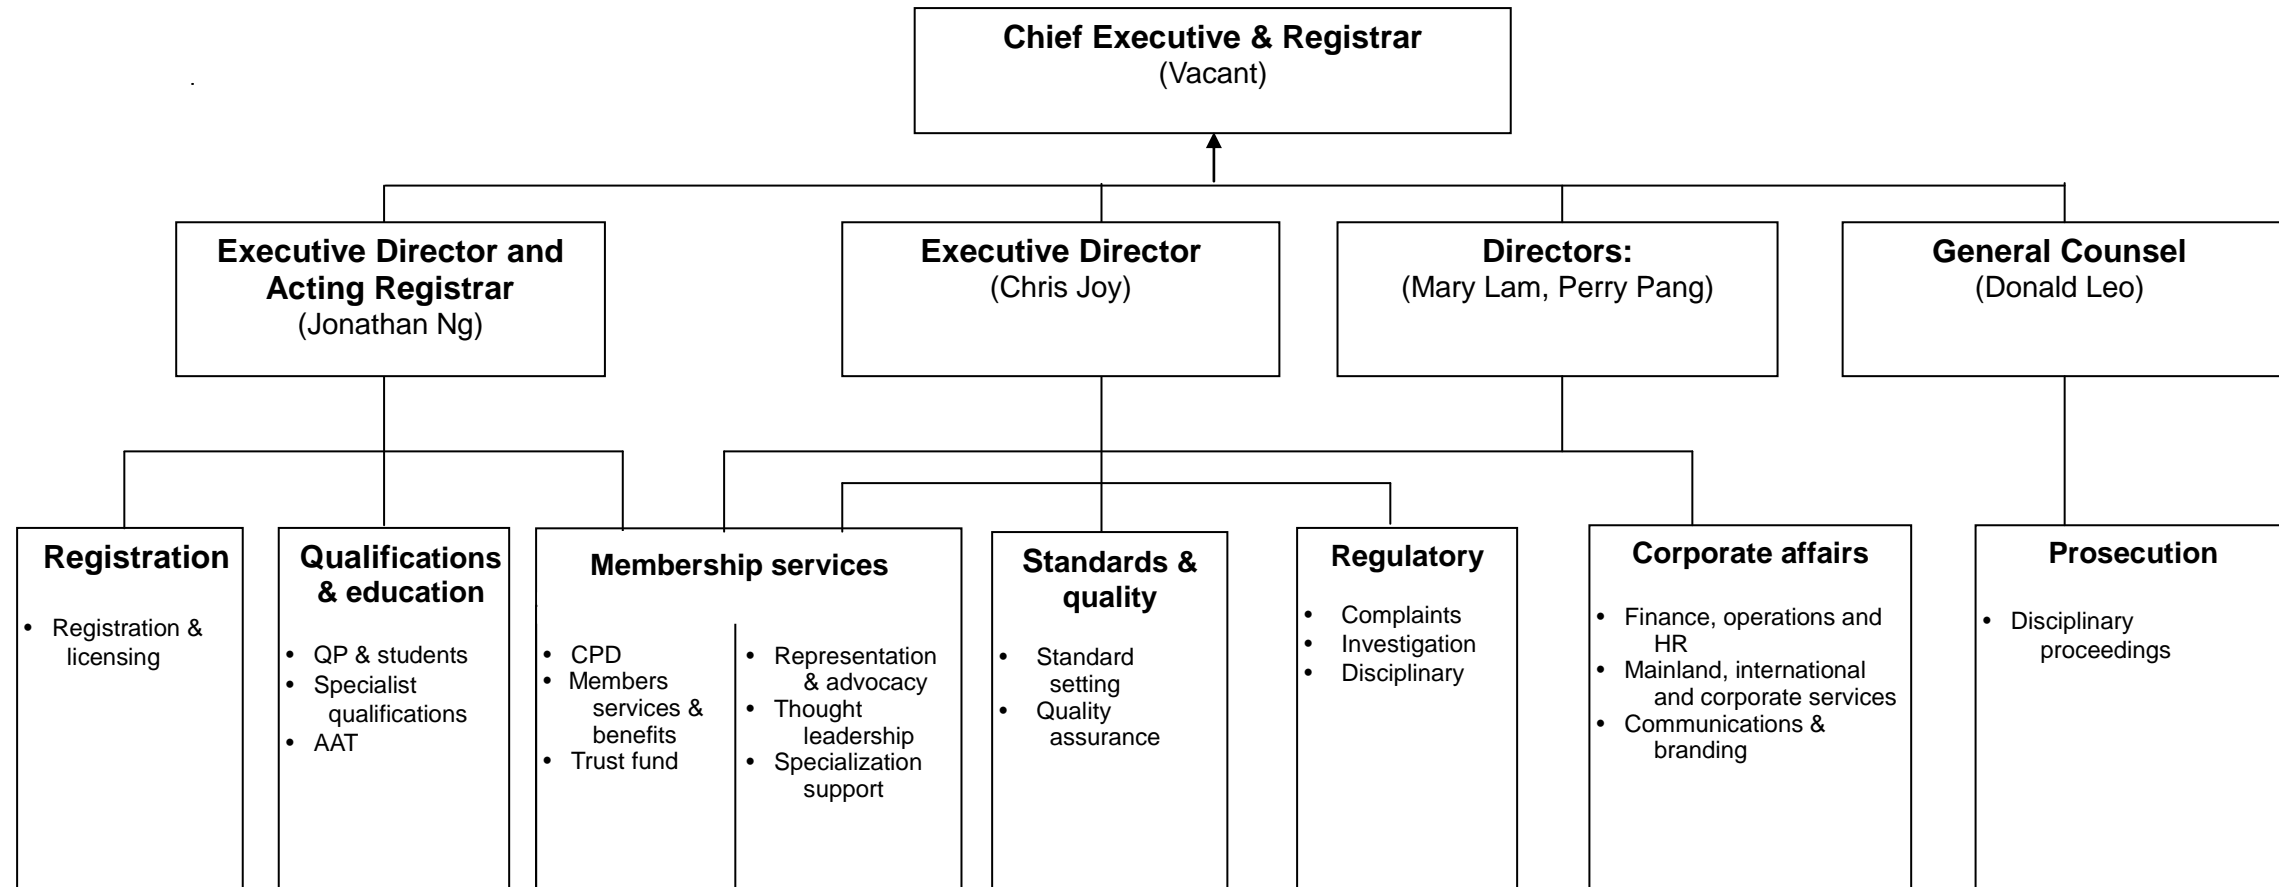 Chief Executive & Registrar
(Vacant)
Executive Director and
Acting Registrar
(Jonathan Ng)
Executive Director
(Chris Joy)
Directors:
(Mary Lam, Perry Pang)
General Counsel
(Donald Leo)
Registration
• Registration &
licensing
Qualifications
& education
• QP & students
• Specialist
qualifications
• AAT
Membership services
• CPD
• Members
services &
benefits
• Trust fund
• Representation
& advocacy
• Thought
leadership
• Specialization
support
Standards &
quality
• Standard
setting
• Quality
assurance
Regulatory
• Complaints
• Investigation
• Disciplinary
Corporate affairs
• Finance, operations and
HR
• Mainland, international
and corporate services
• Communications &
branding
Prosecution
• Disciplinary
proceedings